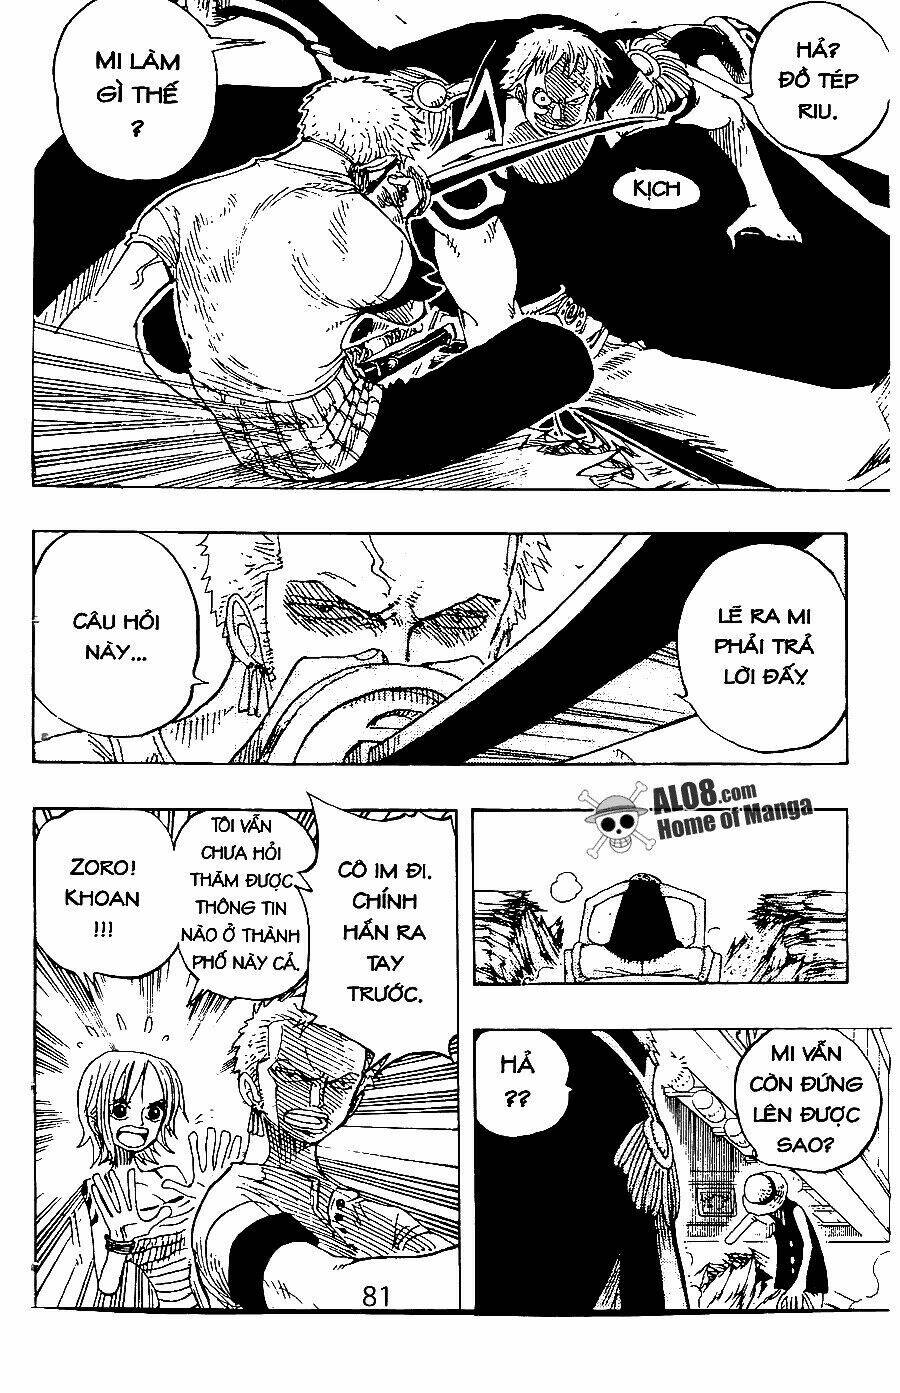 MI LÀM
GÌ THẾ
?
HẢ?
ĐỒ TÉP
RIU.
KỊCH
CÂU HỎI
NÀY...
LẼ RA MI
PHẢI TRẢ
LỜI ĐẤY
ZORO!
KHOAN
!!!
TÔI VẪN
CHƯA HỎI
THĂM ĐƯỢC
THÔNG TIN
NÀO Ở THÀNH
PHỐ NÀY CẢ.
CÔ IM ĐI.
CHÍNH
HẮN RA
TAY
TRƯỚC.
ALO8.com
Home of Manga
HẢ
??
MI VẪN
CÒN ĐỨNG
LÊN ĐƯỢC
SAO?
81